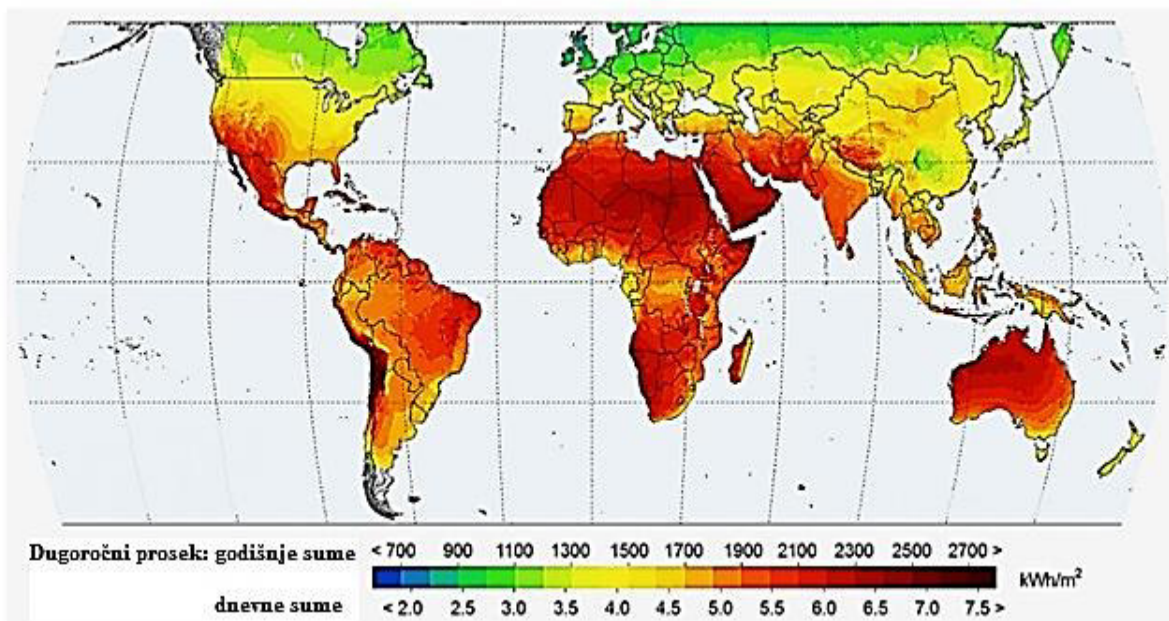 Dugoročni prosek: godišnje sume <700 900 1100 1300 1500 1700 1900 2100 2300 2500 2700 >
kWh/m²
dnevne sume <2.0 2.5 3.0 3.5 4.0 4.5 5.0 5.5 6.0 6.5 7.0 7.5 >